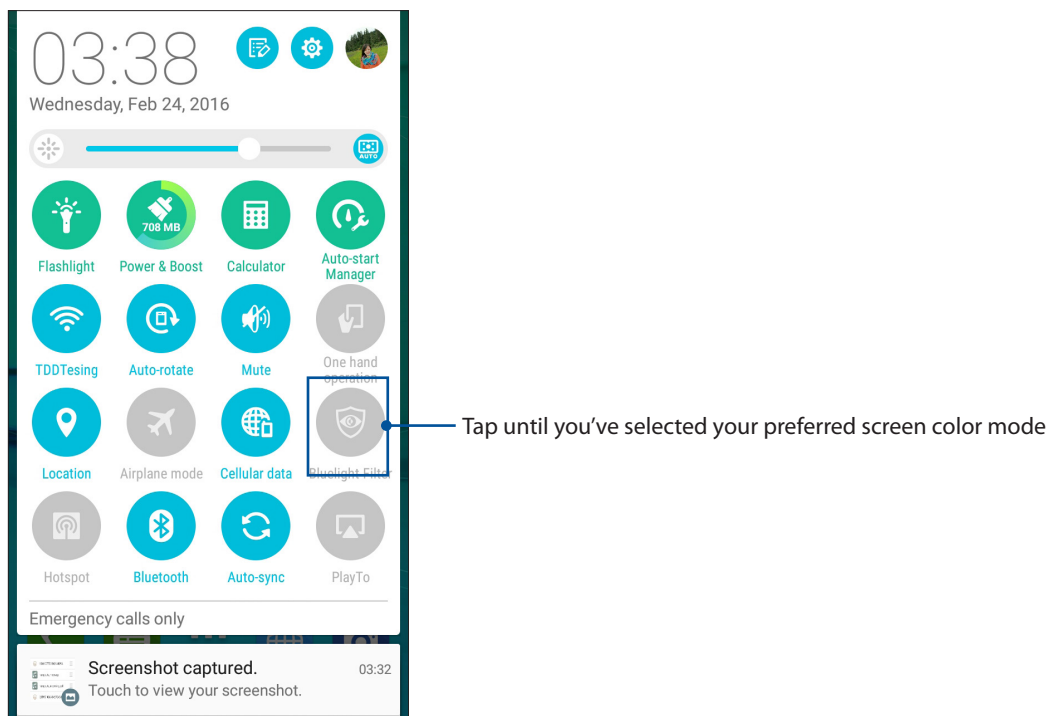 03:38
Wednesday, Feb 24, 2016
AUTO
708 MB
Flashlight
Power & Boost
Calculator
Auto-start
Manager
TDDTesing
Auto-rotate
Mute
One hand
operation
Tap until you've selected your preferred screen color mode
Location
Airplane mode
Cellular data
Bluelight Filter
Hotspot
Bluetooth
Auto-sync
PlayTo
Emergency calls only
Screenshot captured.
03:32
Touch to view your screenshot.